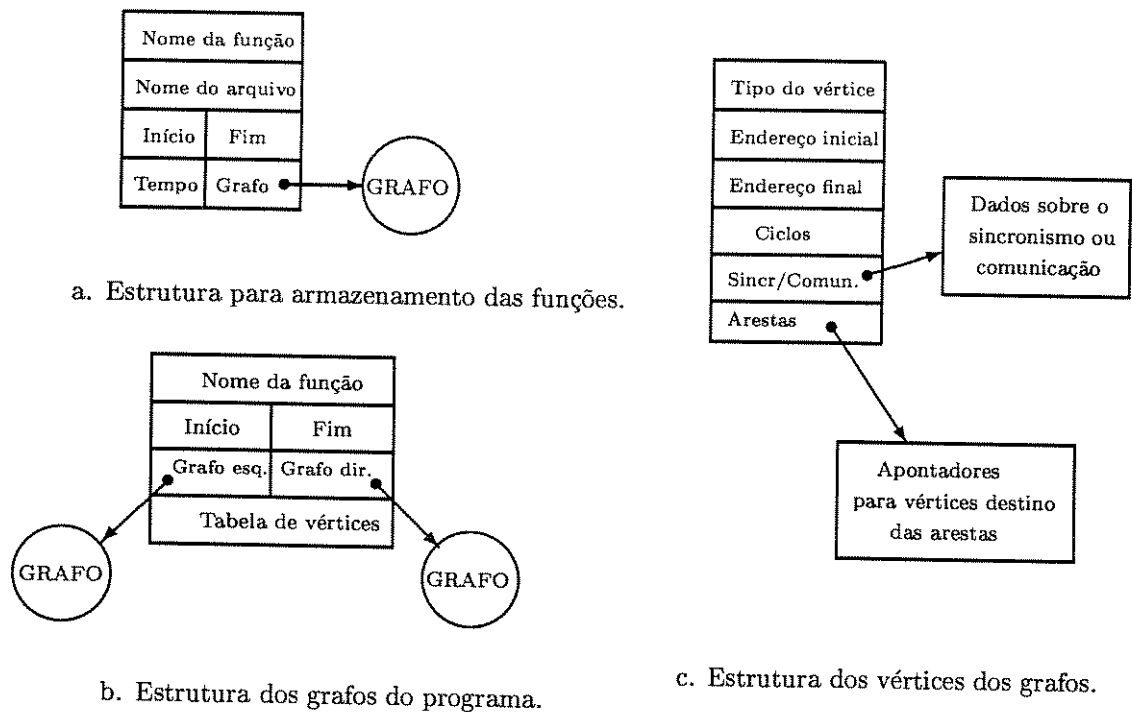 Nome da função
Nome do arquivo
Início Fim
Tempo Grafo
GRAFO
a. Estrutura para armazenamento das funções.
Nome da função
Início Fim
Grafo esq. Grafo dir.
Tabela de vértices
GRAFO
GRAFO
b. Estrutura dos grafos do programa.
Tipo do vértice
Endereço inicial
Endereço final
Ciclos
Sincr/Comun.
Arestas
Dados sobre o
sincronismo ou
comunicação
Apontadores
para vértices destino
das arestas
c. Estrutura dos vértices dos grafos.